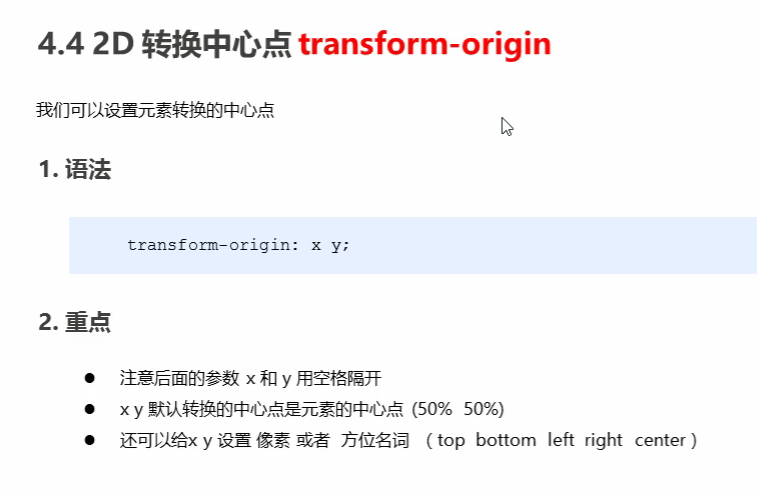 4.4 2D 转换中心点 transform-origin
我们可以设置元素转换的中心点
1. 语法
transform-origin: x y;
2. 重点
● 注意后面的参数 x 和 y 用空格隔开
● x y 默认转换的中心点是元素的中心点 (50% 50%)
● 还可以给x y 设置 像素 或者 方位名词 （ top bottom left right center ）